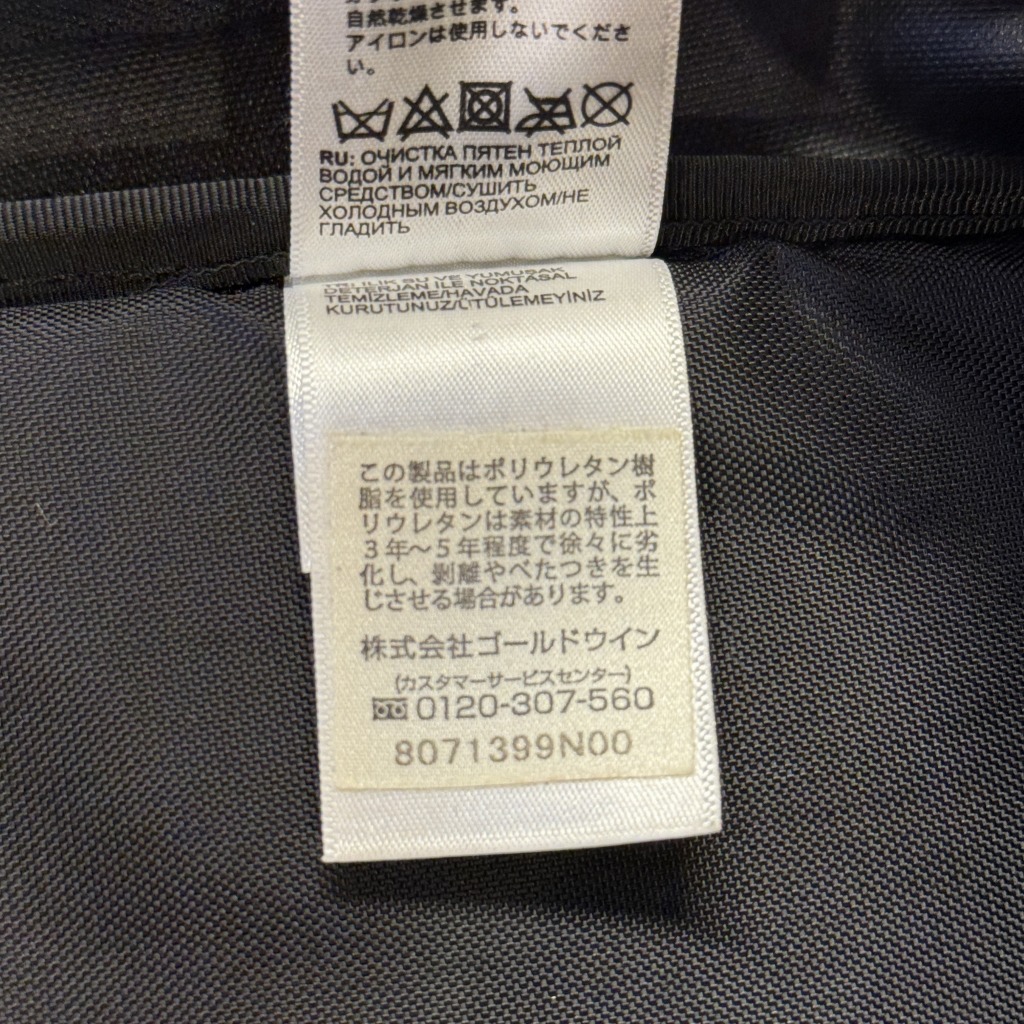 自然乾燥させます。
アイロンは使用しないでくださ
い。
RU: ОЧИСТКА ПЯТЕН ТЕПЛОЙ
ВОДОЙ И МЯГКИМ МОЮЩИМ
СРЕДСТВОМ/СУШИТЬ
ХОЛОДНЫМ ВОЗДУХОМ/НЕ
ГЛАДИТЬ
DETERJAN ILE NOKTASAL
TEMİZLEME/HAVADA
KURUTUNUZ/ÜTÜLEMEYİNİZ
この製品はポリウレタン樹
脂を使用していますが、ポ
リウレタンは素材の特性上
3年〜5年程度で徐々に劣
化し、剥離やべたつきを生
じさせる場合があります。
株式会社ゴールドウイン
(カスタマーサービスセンター)
0120-307-560
8071399N00